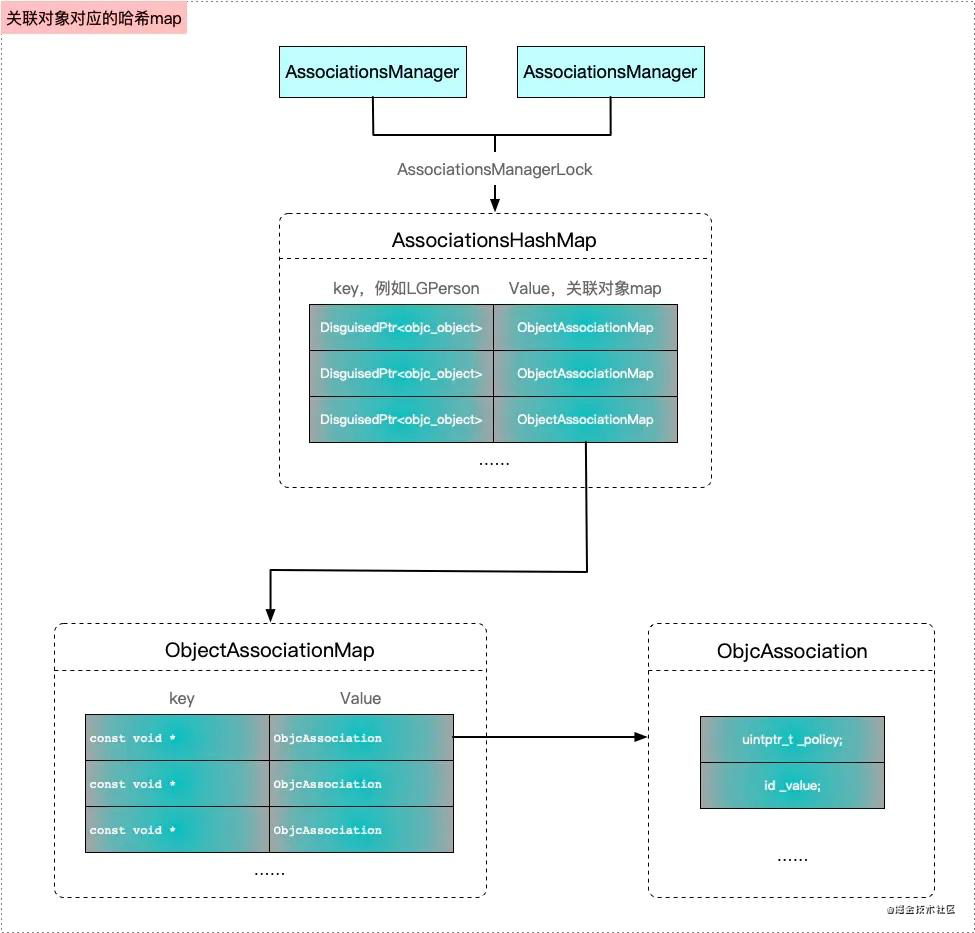 关联对象对应的哈希map
AssociationsManager
AssociationsManager
AssociationsManagerLock
AssociationsHashMap
key，例如LGPerson
Value，关联对象map
DisguisedPtr<objc_object>
ObjectAssociationMap
DisguisedPtr<objc_object>
ObjectAssociationMap
DisguisedPtr<objc_object>
ObjectAssociationMap
......
ObjectAssociationMap
key
Value
const void *
ObjcAssociation
const void *
ObjcAssociation
const void *
ObjcAssociation
......
ObjcAssociation
uintptr_t _policy;
id _value;
......
@掘金技术社区